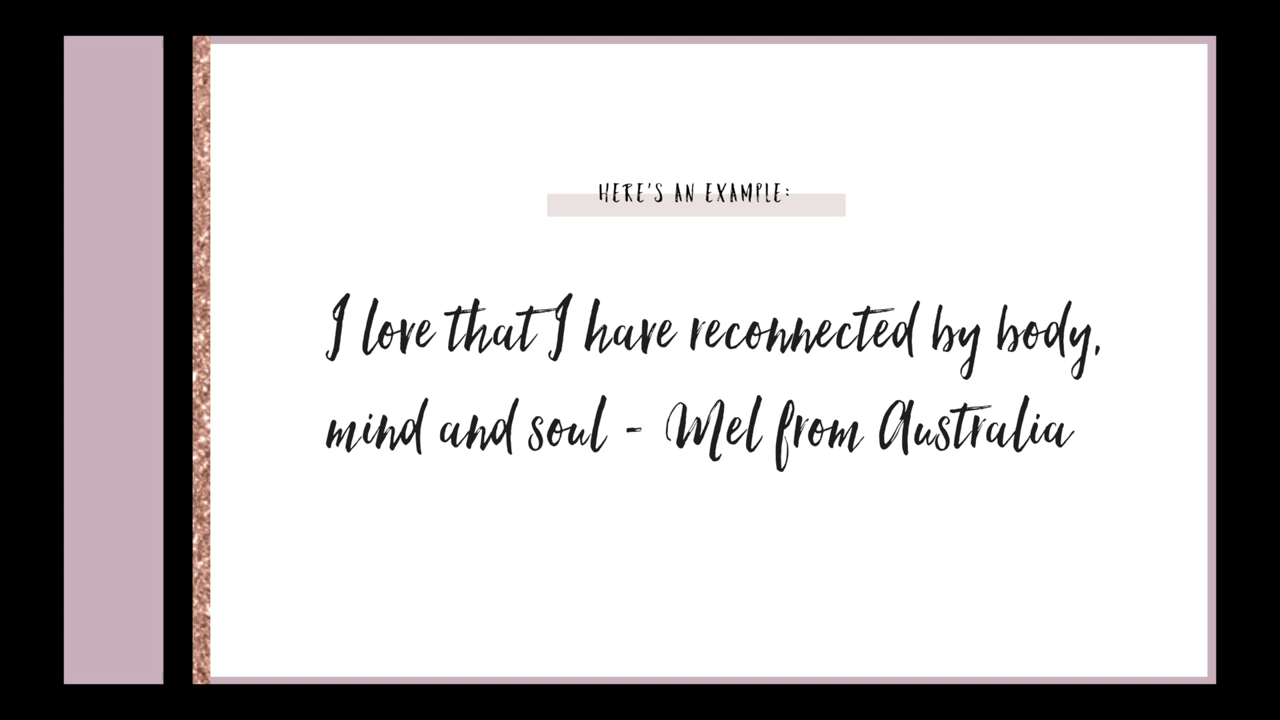 HERE'S AN EXAMPLE:
I love that I have reconnected by body,
mind and soul - Mel from Australia